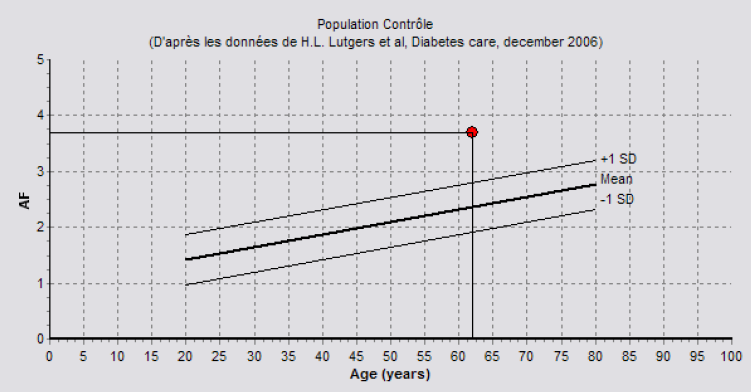 Population Contrôle
(D'après les données de H.L. Lutgers et al, Diabetes care, december 2006)
5
4
3
2
1
0
AF
+1 SD
Mean
-1 SD
0 5 10 15 20 25 30 35 40 45 50 55 60 65 70 75 80 85 90 95 100
Age (years)